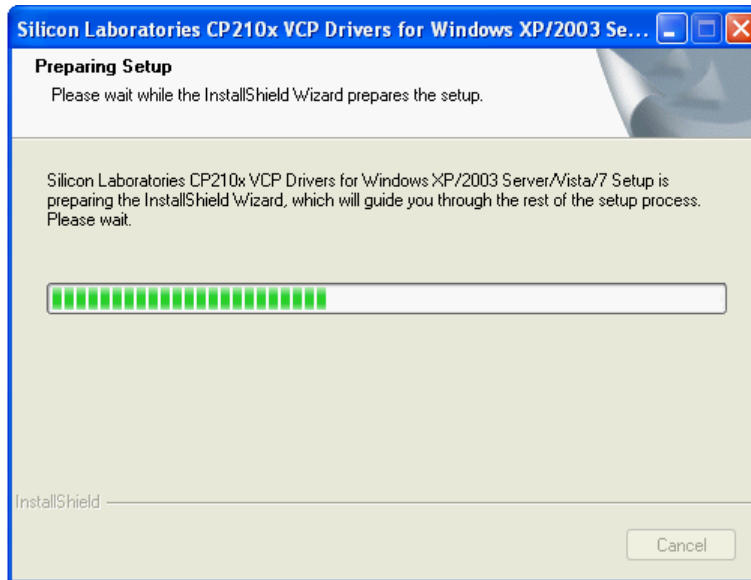 Silicon Laboratories CP210x VCP Drivers for Windows XP/2003 Se...
Preparing Setup
Please wait while the InstallShield Wizard prepares the setup.
Silicon Laboratories CP210x VCP Drivers for Windows XP/2003 Server/Vista/7 Setup is
preparing the InstallShield Wizard, which will guide you through the rest of the setup process.
Please wait.
InstallShield
Cancel